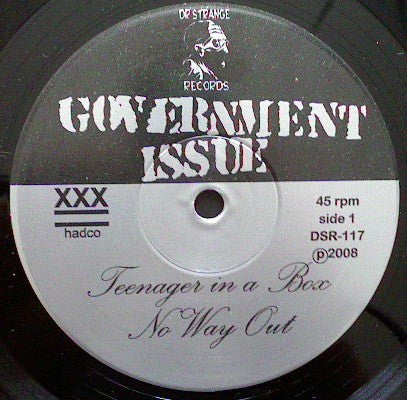 DR STRANGE
RECORDS
GOVERNMENT
ISSUE
XXX
hadco
45 rpm
side 1
DSR-117
℗2008
Teenager in a Box
No Way Out